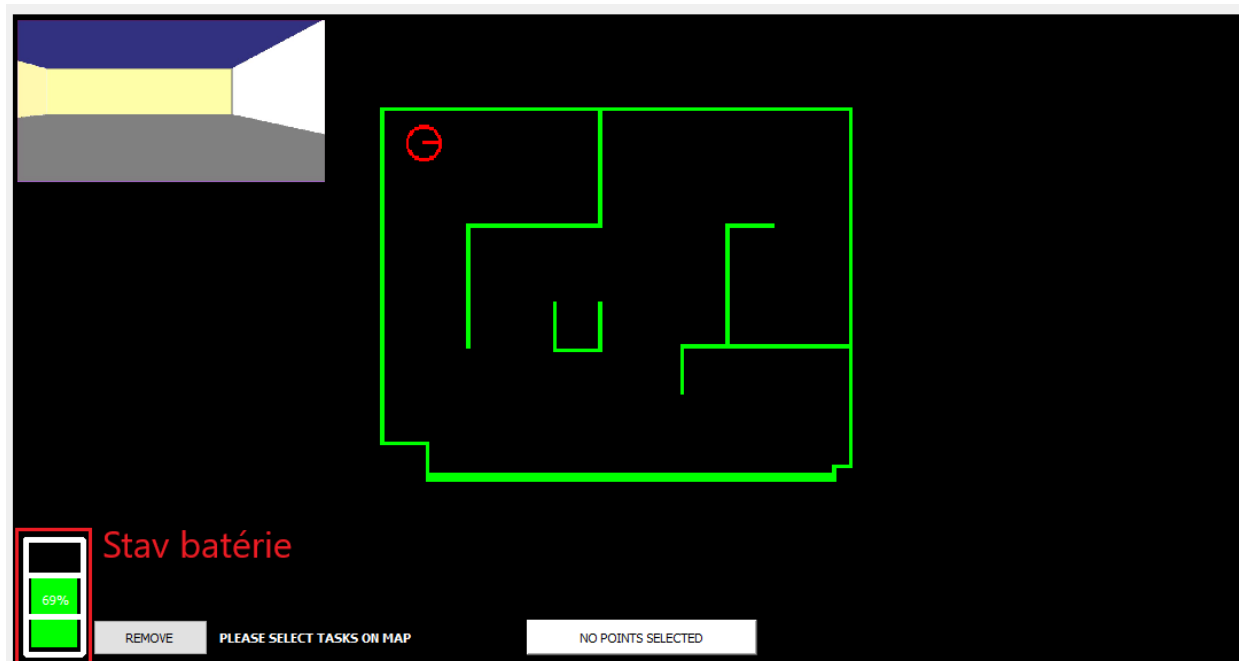 Stav batérie
69%
REMOVE
PLEASE SELECT TASKS ON MAP
NO POINTS SELECTED